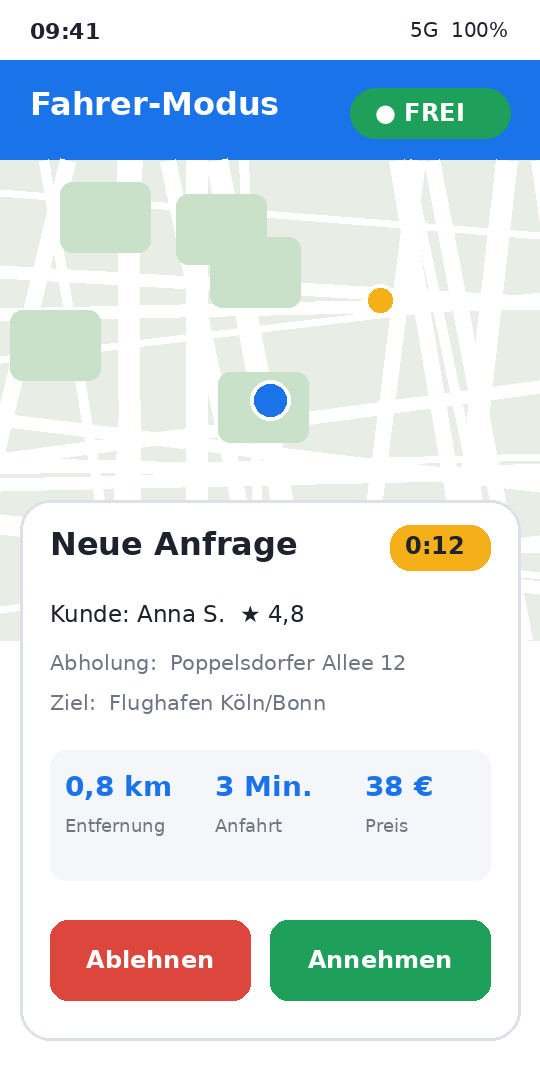 09:41 5G 100%
Fahrer-Modus ● FREI
Neue Anfrage 0:12
Kunde: Anna S. ★ 4,8
Abholung: Poppelsdorfer Allee 12
Ziel: Flughafen Köln/Bonn
0,8 km 3 Min. 38 €
Entfernung Anfahrt Preis
Ablehnen Annehmen